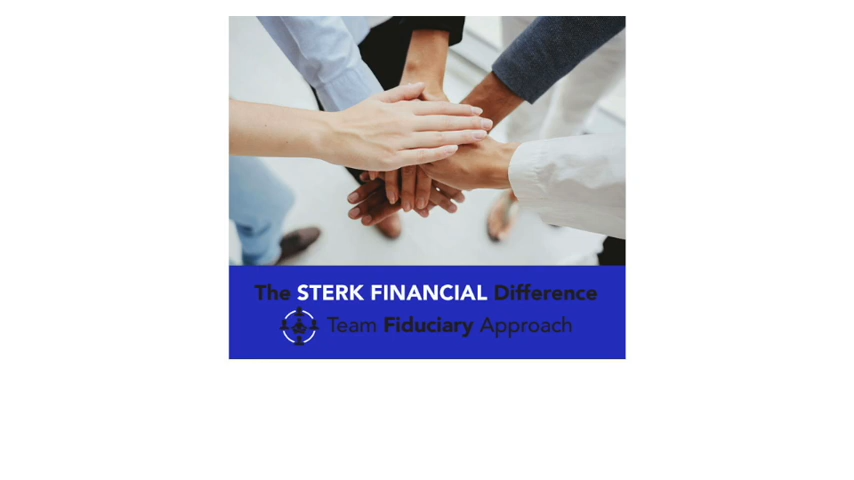 The STERK FINANCIAL Difference
Team Fiduciary Approach